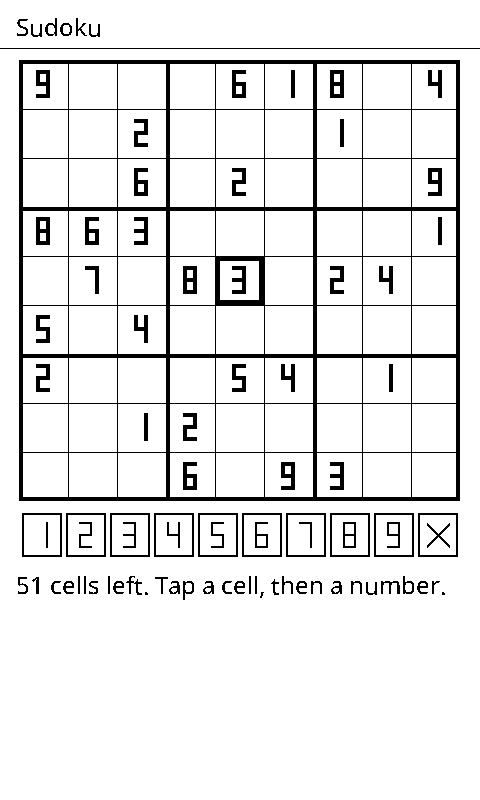 Sudoku
9 6 1 8 4
2 1
6 2 9
8 6 3 1
7 8 3 2 4
5 4
2 5 4 1
1 2
6 9 3
1 2 3 4 5 6 7 8 9 X
51 cells left. Tap a cell, then a number.